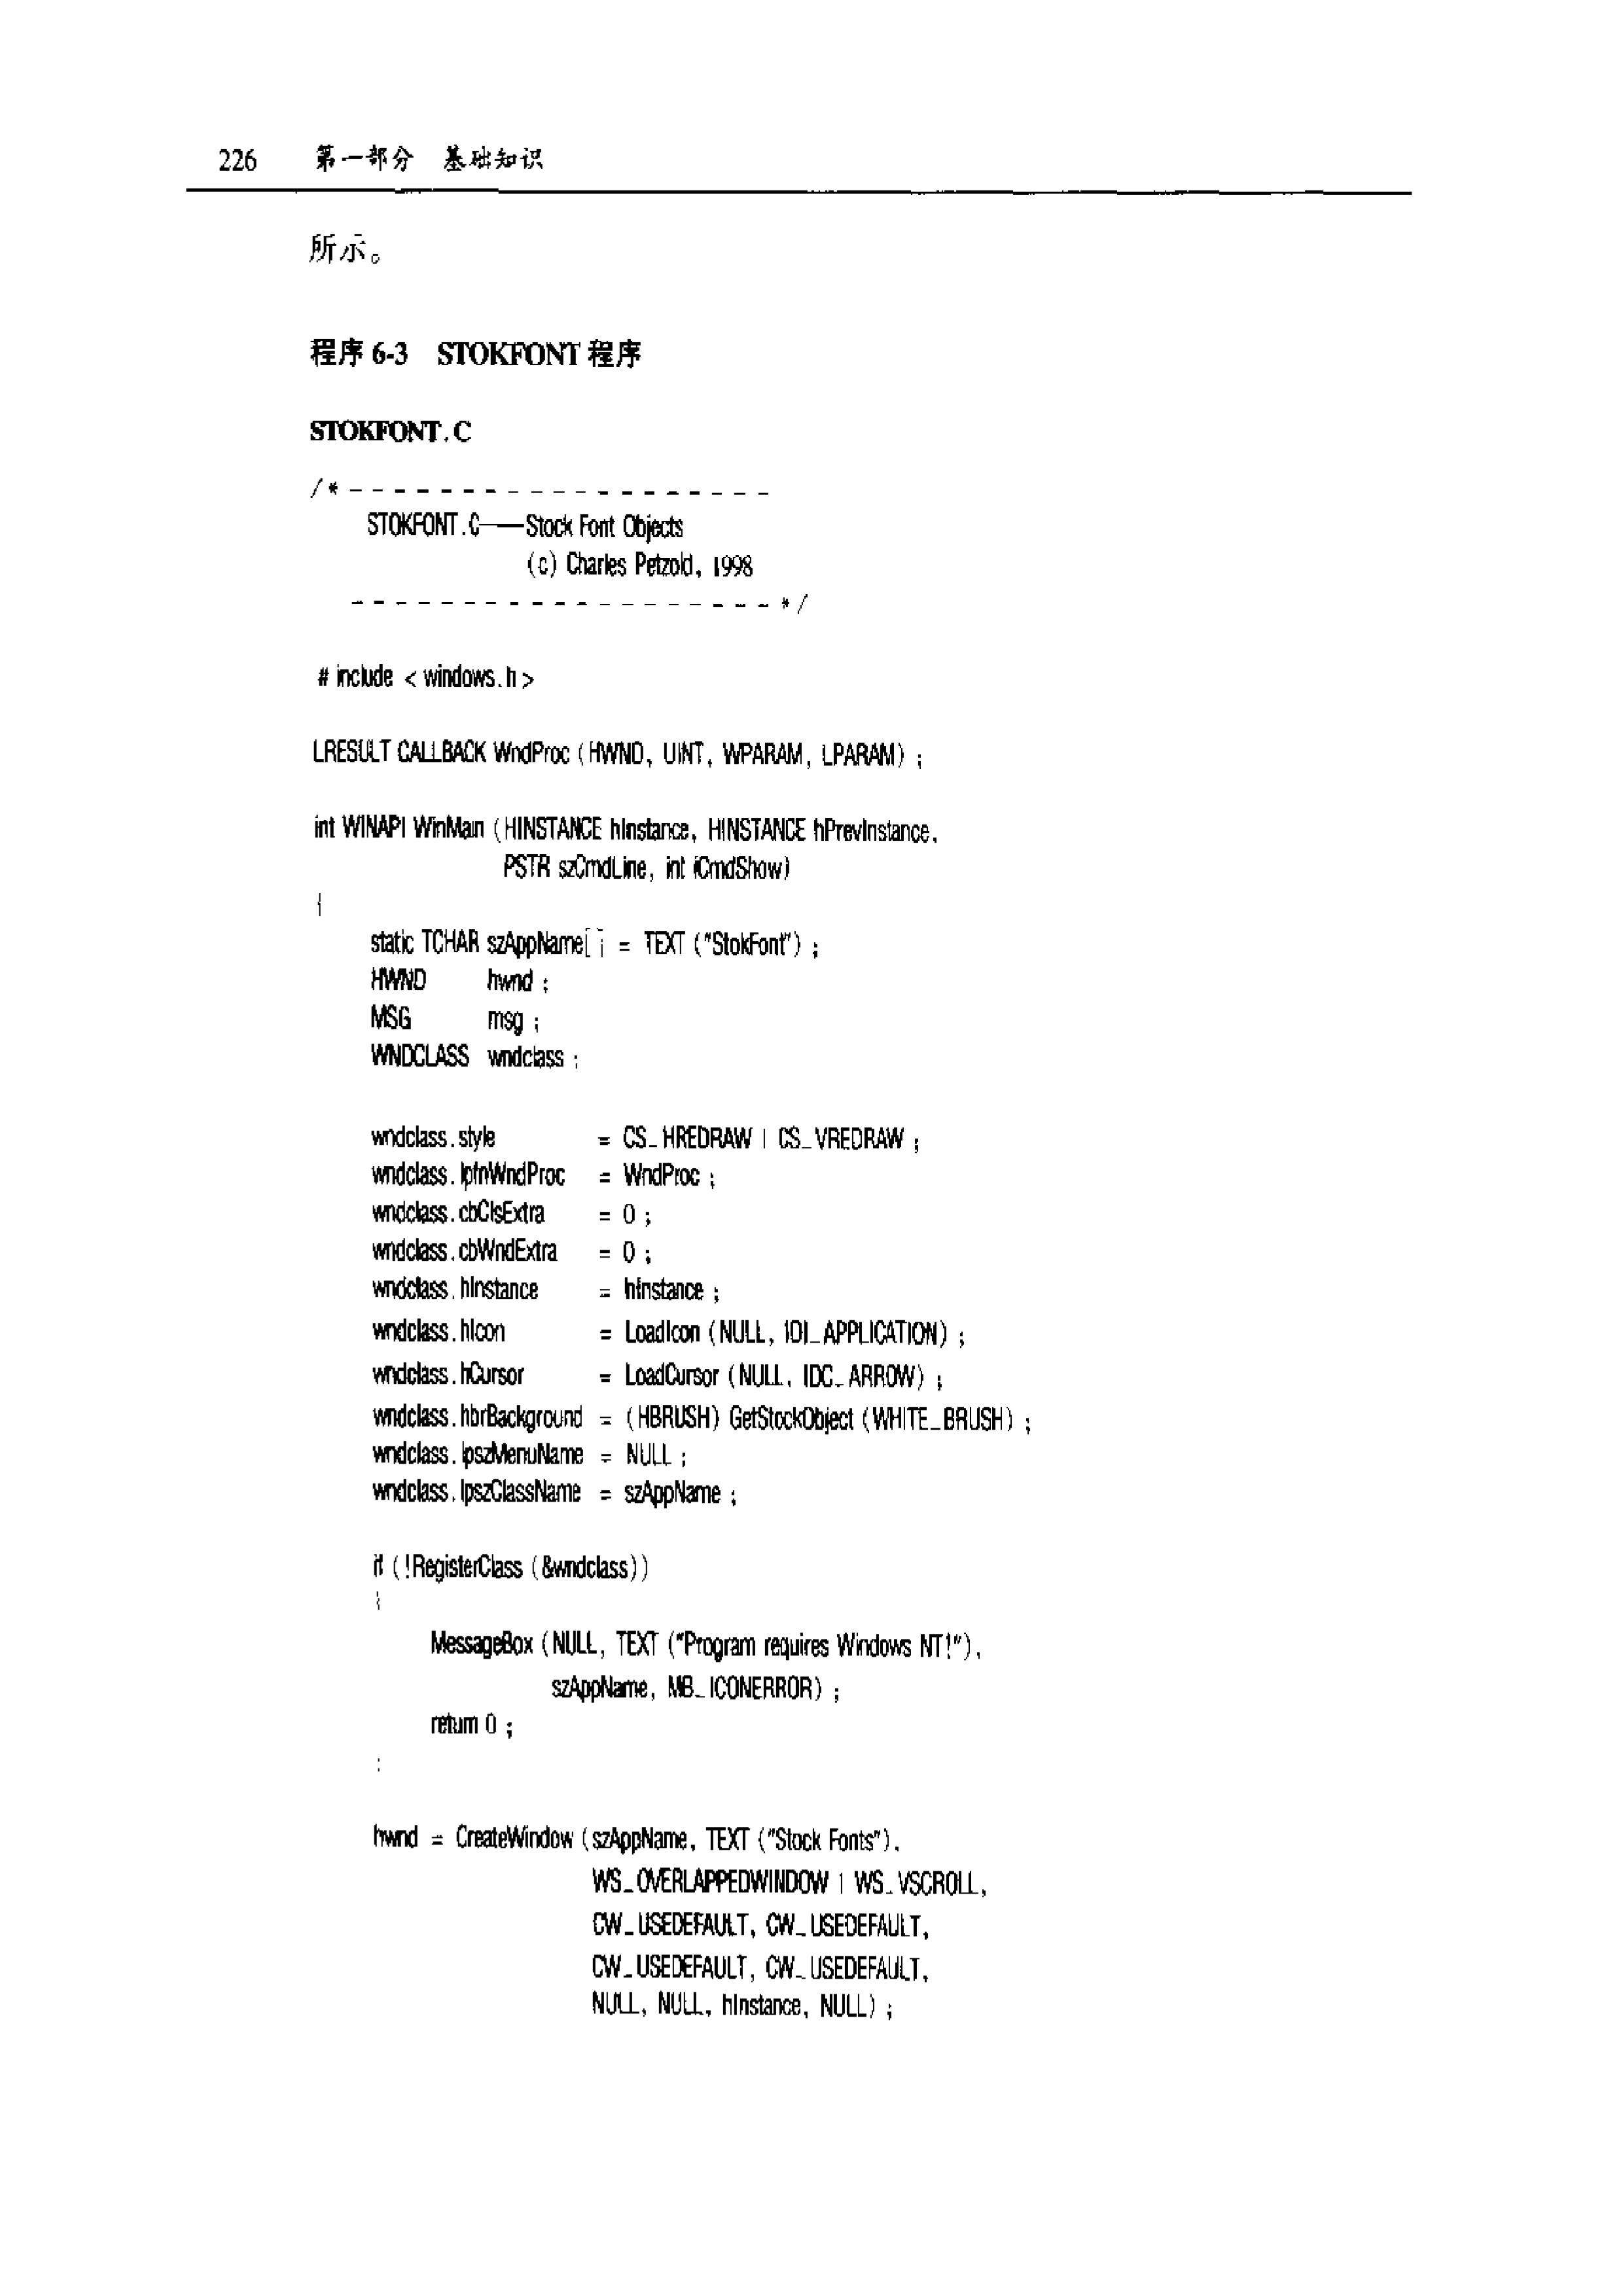 226 第一部分 基础知识
所示。
程序 6-3 STOKFONT 程序
STOKFONT.C
/* - - - - - - - - - - - - - - - - - - -
STOKFONT.C——Stock Font Objects
(c) Charles Petzold, 1998
- - - - - - - - - - - - - - - - - - - */
# include < windows.h >
LRESULT CALLBACK WndProc (HWND, UINT, WPARAM, LPARAM) ;
int WINAPI WinMain (HINSTANCE hInstance, HINSTANCE hPrevInstance,
PSTR szCmdLine, int iCmdShow)
{
static TCHAR szAppName[] = TEXT ("StokFont") ;
HWND hwnd ;
MSG msg ;
WNDCLASS wndclass ;
wndclass.style = CS_HREDRAW | CS_VREDRAW ;
wndclass.lpfnWndProc = WndProc ;
wndclass.cbClsExtra = 0 ;
wndclass.cbWndExtra = 0 ;
wndclass.hInstance = hInstance ;
wndclass.hIcon = LoadIcon (NULL, IDI_APPLICATION) ;
wndclass.hCursor = LoadCursor (NULL, IDC_ARROW) ;
wndclass.hbrBackground = (HBRUSH) GetStockObject (WHITE_BRUSH) ;
wndclass.lpszMenuName = NULL ;
wndclass.lpszClassName = szAppName ;
if (!RegisterClass (&wndclass))
{
MessageBox (NULL, TEXT ("Program requires Windows NT!"),
szAppName, MB_ICONERROR) ;
return 0 ;
}
hwnd = CreateWindow (szAppName, TEXT ("Stock Fonts"),
WS_OVERLAPPEDWINDOW | WS_VSCROLL,
CW_USEDEFAULT, CW_USEDEFAULT,
CW_USEDEFAULT, CW_USEDEFAULT,
NULL, NULL, hInstance, NULL) ;